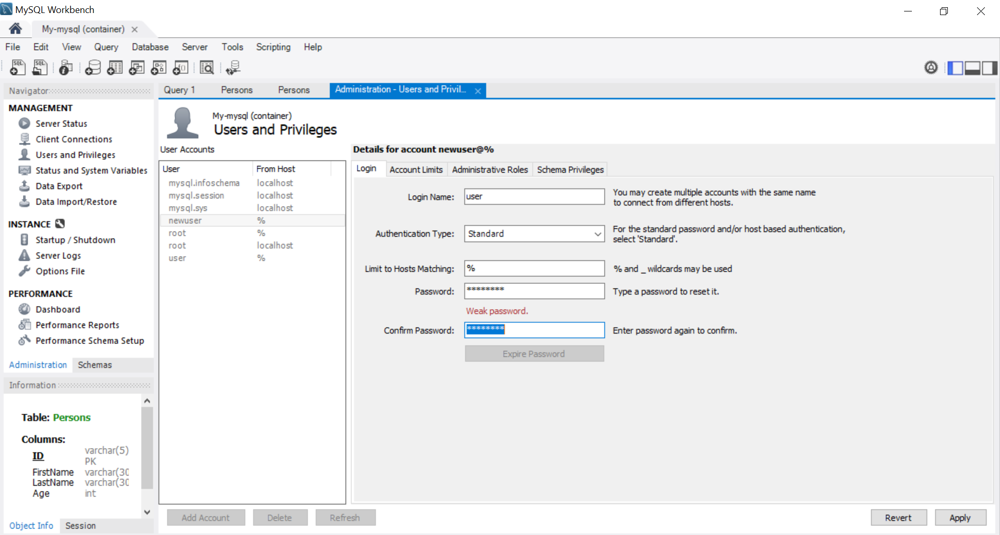 MySQL Workbench
My-mysql (container)
File Edit View Query Database Server Tools Scripting Help
SQL SQL
Navigator
MANAGEMENT
Server Status
Client Connections
Users and Privileges
Status and System Variables
Data Export
Data Import/Restore
INSTANCE
Startup / Shutdown
Server Logs
Options File
PERFORMANCE
Dashboard
Performance Reports
Performance Schema Setup
Administration Schemas
Information
Table: Persons
Columns:
ID varchar(5)
PK
FirstName varchar(30
LastName varchar(30
Age int
Object Info Session
Query 1 Persons Persons Administration - Users and Privil...
My-mysql (container)
Users and Privileges
User Accounts
User From Host
mysql.infoschema localhost
mysql.session localhost
mysql.sys localhost
newuser %
root %
root localhost
user %
Add Account Delete Refresh
Details for account newuser@%
Login Account Limits Administrative Roles Schema Privileges
Login Name: user You may create multiple accounts with the same name
to connect from different hosts.
Authentication Type: Standard For the standard password and/or host based authentication,
select 'Standard'.
Limit to Hosts Matching: % % and _ wildcards may be used
Password: ******** Type a password to reset it.
Weak password.
Confirm Password: ******** Enter password again to confirm.
Expire Password
Revert Apply